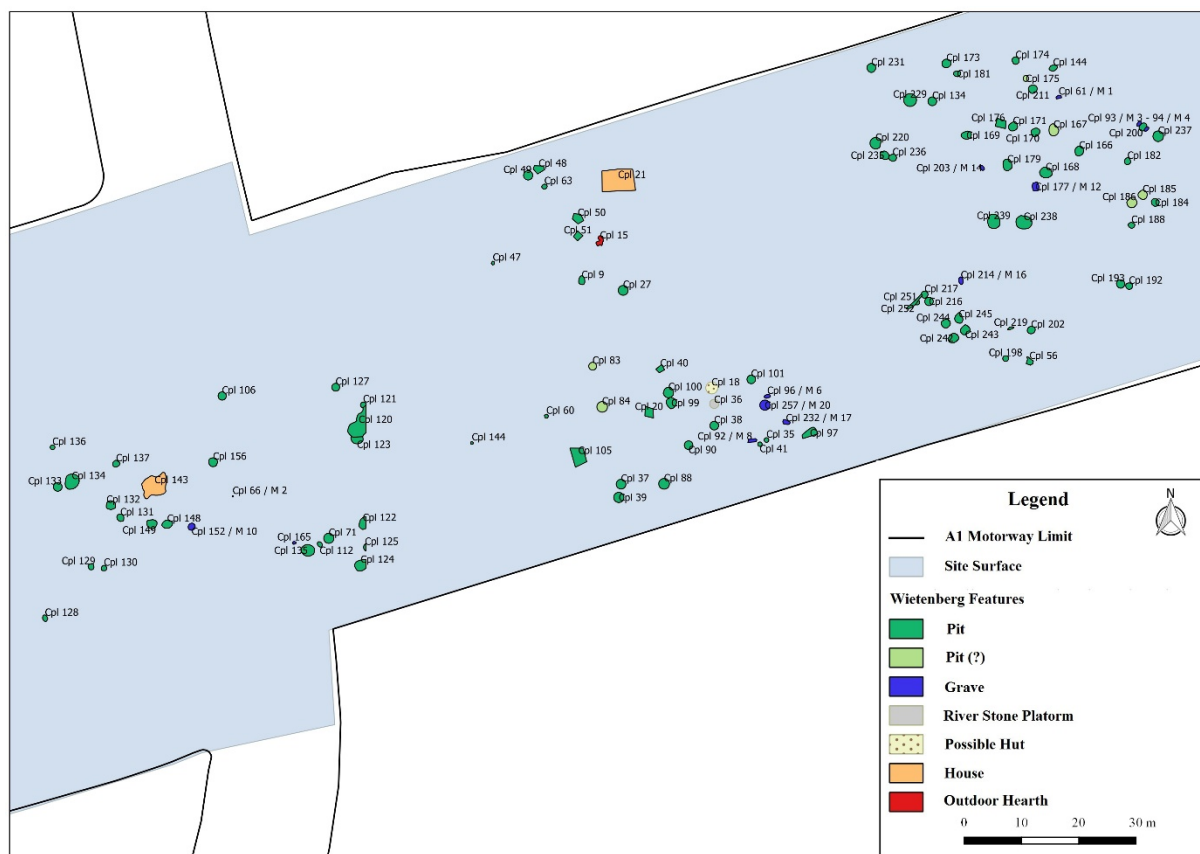 Cpl 231
Cpl 173
Cpl 174
Cpl 181
Cpl 144
Cpl 175
Cpl 229
Cpl 134
Cpl 211
Cpl 61 / M 1
Cpl 176
Cpl 171
Cpl 167
Cpl 93 / M 3 - 94 / M 4
Cpl 169
Cpl 170
Cpl 200
Cpl 237
Cpl 220
Cpl 236
Cpl 166
Cpl 182
Cpl 203 / M 14
Cpl 179
Cpl 168
Cpl 177 / M 12
Cpl 185
Cpl 186
Cpl 184
Cpl 188
Cpl 239
Cpl 238
Cpl 48
Cpl 49
Cpl 63
Cpl 21
Cpl 50
Cpl 51
Cpl 15
Cpl 47
Cpl 9
Cpl 27
Cpl 214 / M 16
Cpl 193
Cpl 192
Cpl 251
Cpl 217
Cpl 252
Cpl 216
Cpl 244
Cpl 245
Cpl 243
Cpl 219
Cpl 202
Cpl 198
Cpl 56
Cpl 83
Cpl 40
Cpl 18
Cpl 101
Cpl 100
Cpl 96 / M 6
Cpl 84
Cpl 20
Cpl 99
Cpl 36
Cpl 257 / M 20
Cpl 60
Cpl 38
Cpl 232 / M 17
Cpl 92 / M 8
Cpl 35
Cpl 97
Cpl 144
Cpl 105
Cpl 90
Cpl 41
Cpl 37
Cpl 88
Cpl 39
Cpl 127
Cpl 106
Cpl 121
Cpl 120
Cpl 123
Cpl 136
Cpl 137
Cpl 156
Cpl 133
Cpl 134
Cpl 143
Cpl 66 / M 2
Cpl 132
Cpl 131
Cpl 149
Cpl 148
Cpl 152 / M 10
Cpl 122
Cpl 165
Cpl 71
Cpl 135
Cpl 112
Cpl 125
Cpl 124
Cpl 129
Cpl 130
Cpl 128
Legend
N
A1 Motorway Limit
Site Surface
Wietenberg Features
Pit
Pit (?)
Grave
River Stone Platorm
Possible Hut
House
Outdoor Hearth
0 10 20 30 m